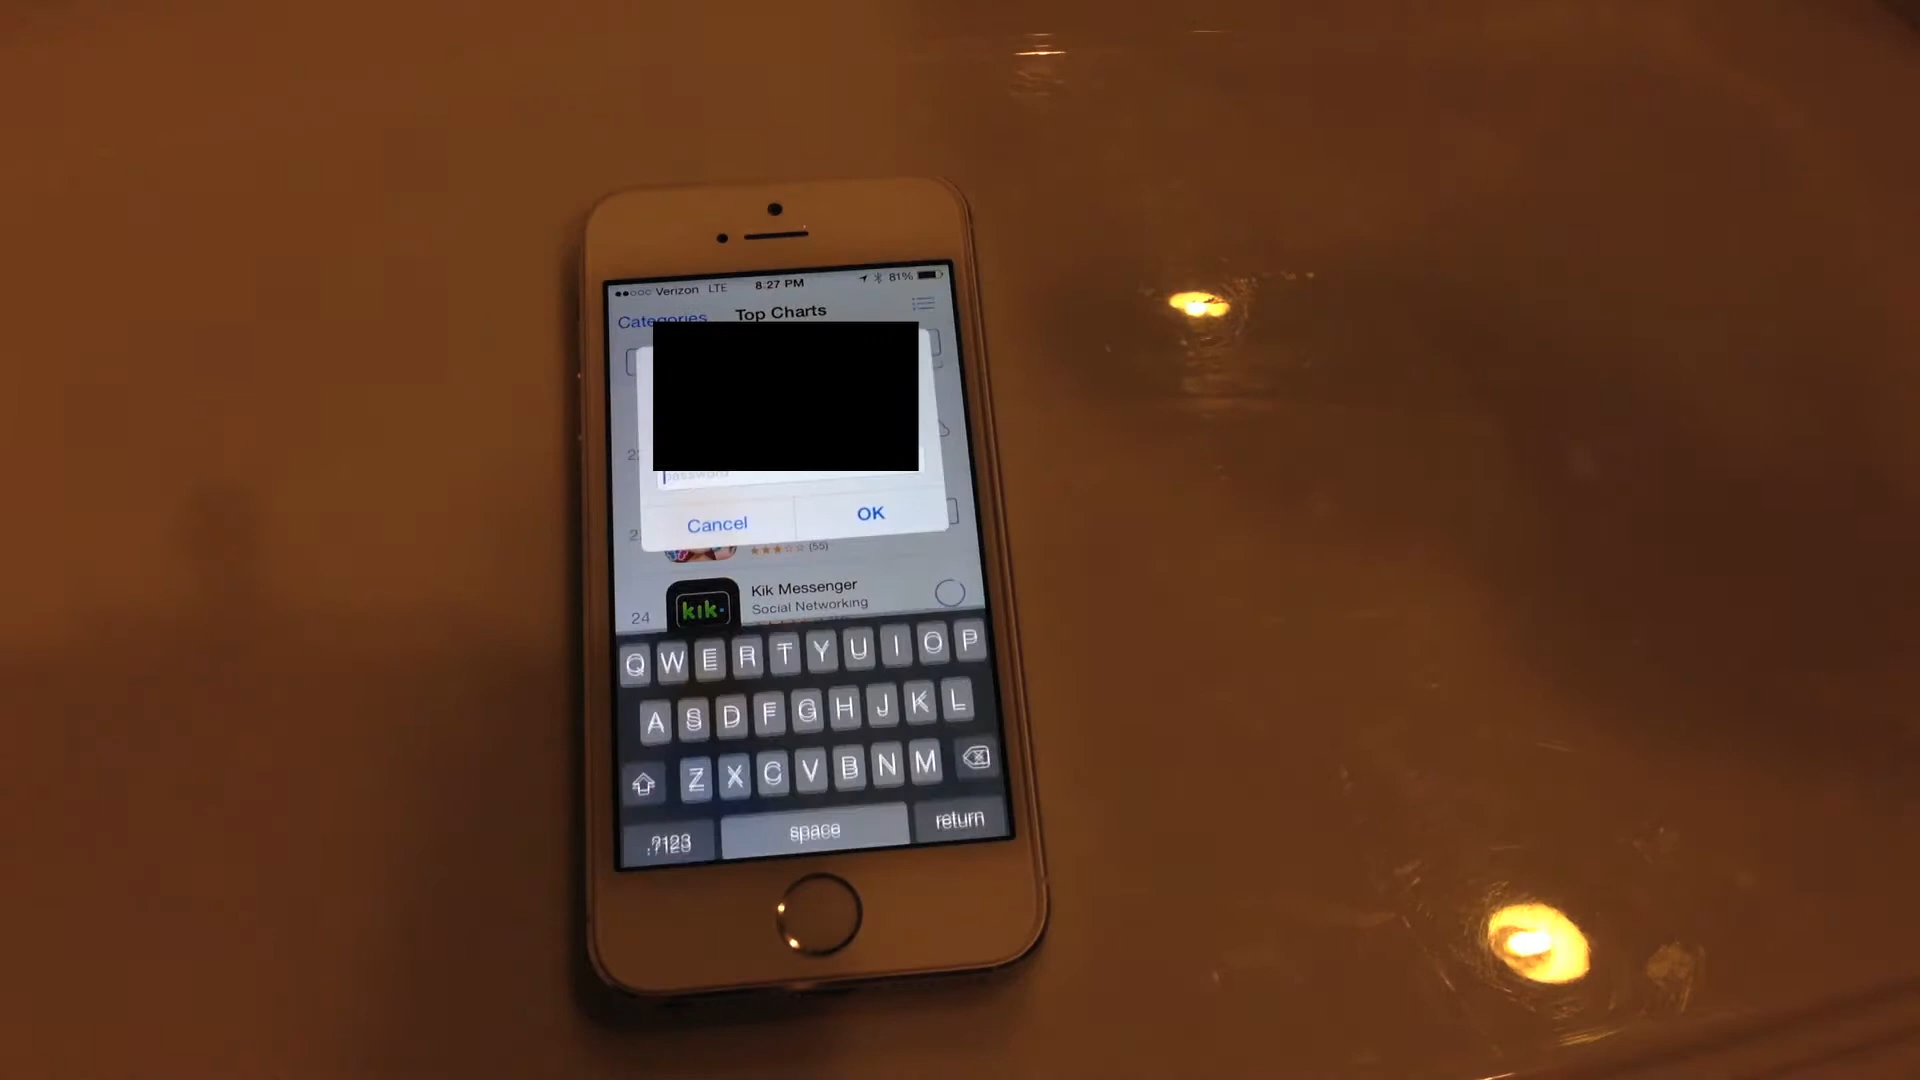 Verizon LTE 8:27 PM 81%
Categories Top Charts
password
Cancel OK
(55)
Kik Messenger
24 kik. Social Networking
Q W E R T Y U I O P
A S D F G H J K L
Z X C V B N M
.?123 space return